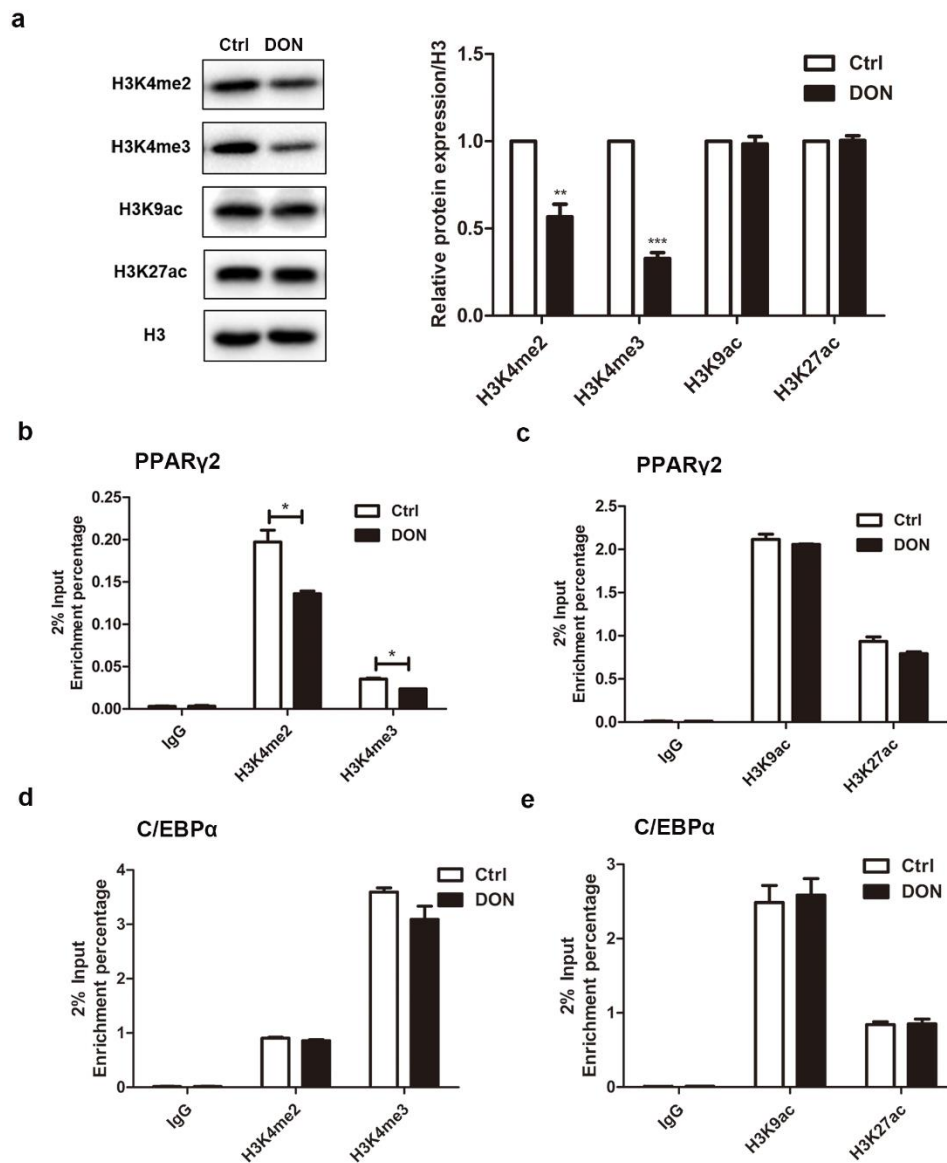 a
Ctrl DON
H3K4me2
H3K4me3
H3K9ac
H3K27ac
H3
Relative protein expression/H3
1.5
1.0
0.5
0.0
Ctrl
DON
**
***
H3K4me2
H3K4me3
H3K9ac
H3K27ac
b
PPARγ2
2% Input
Enrichment percentage
0.25
0.20
0.15
0.10
0.05
0.00
Ctrl
DON
*
*
IgG
H3K4me2
H3K4me3
c
PPARγ2
2% Input
Enrichment percentage
2.5
2.0
1.5
1.0
0.5
0.0
Ctrl
DON
IgG
H3K9ac
H3K27ac
d
C/EBPα
2% Input
Enrichment percentage
4
3
2
1
0
Ctrl
DON
IgG
H3K4me2
H3K4me3
e
C/EBPα
2% Input
Enrichment percentage
3
2
1
0
Ctrl
DON
IgG
H3K9ac
H3K27ac